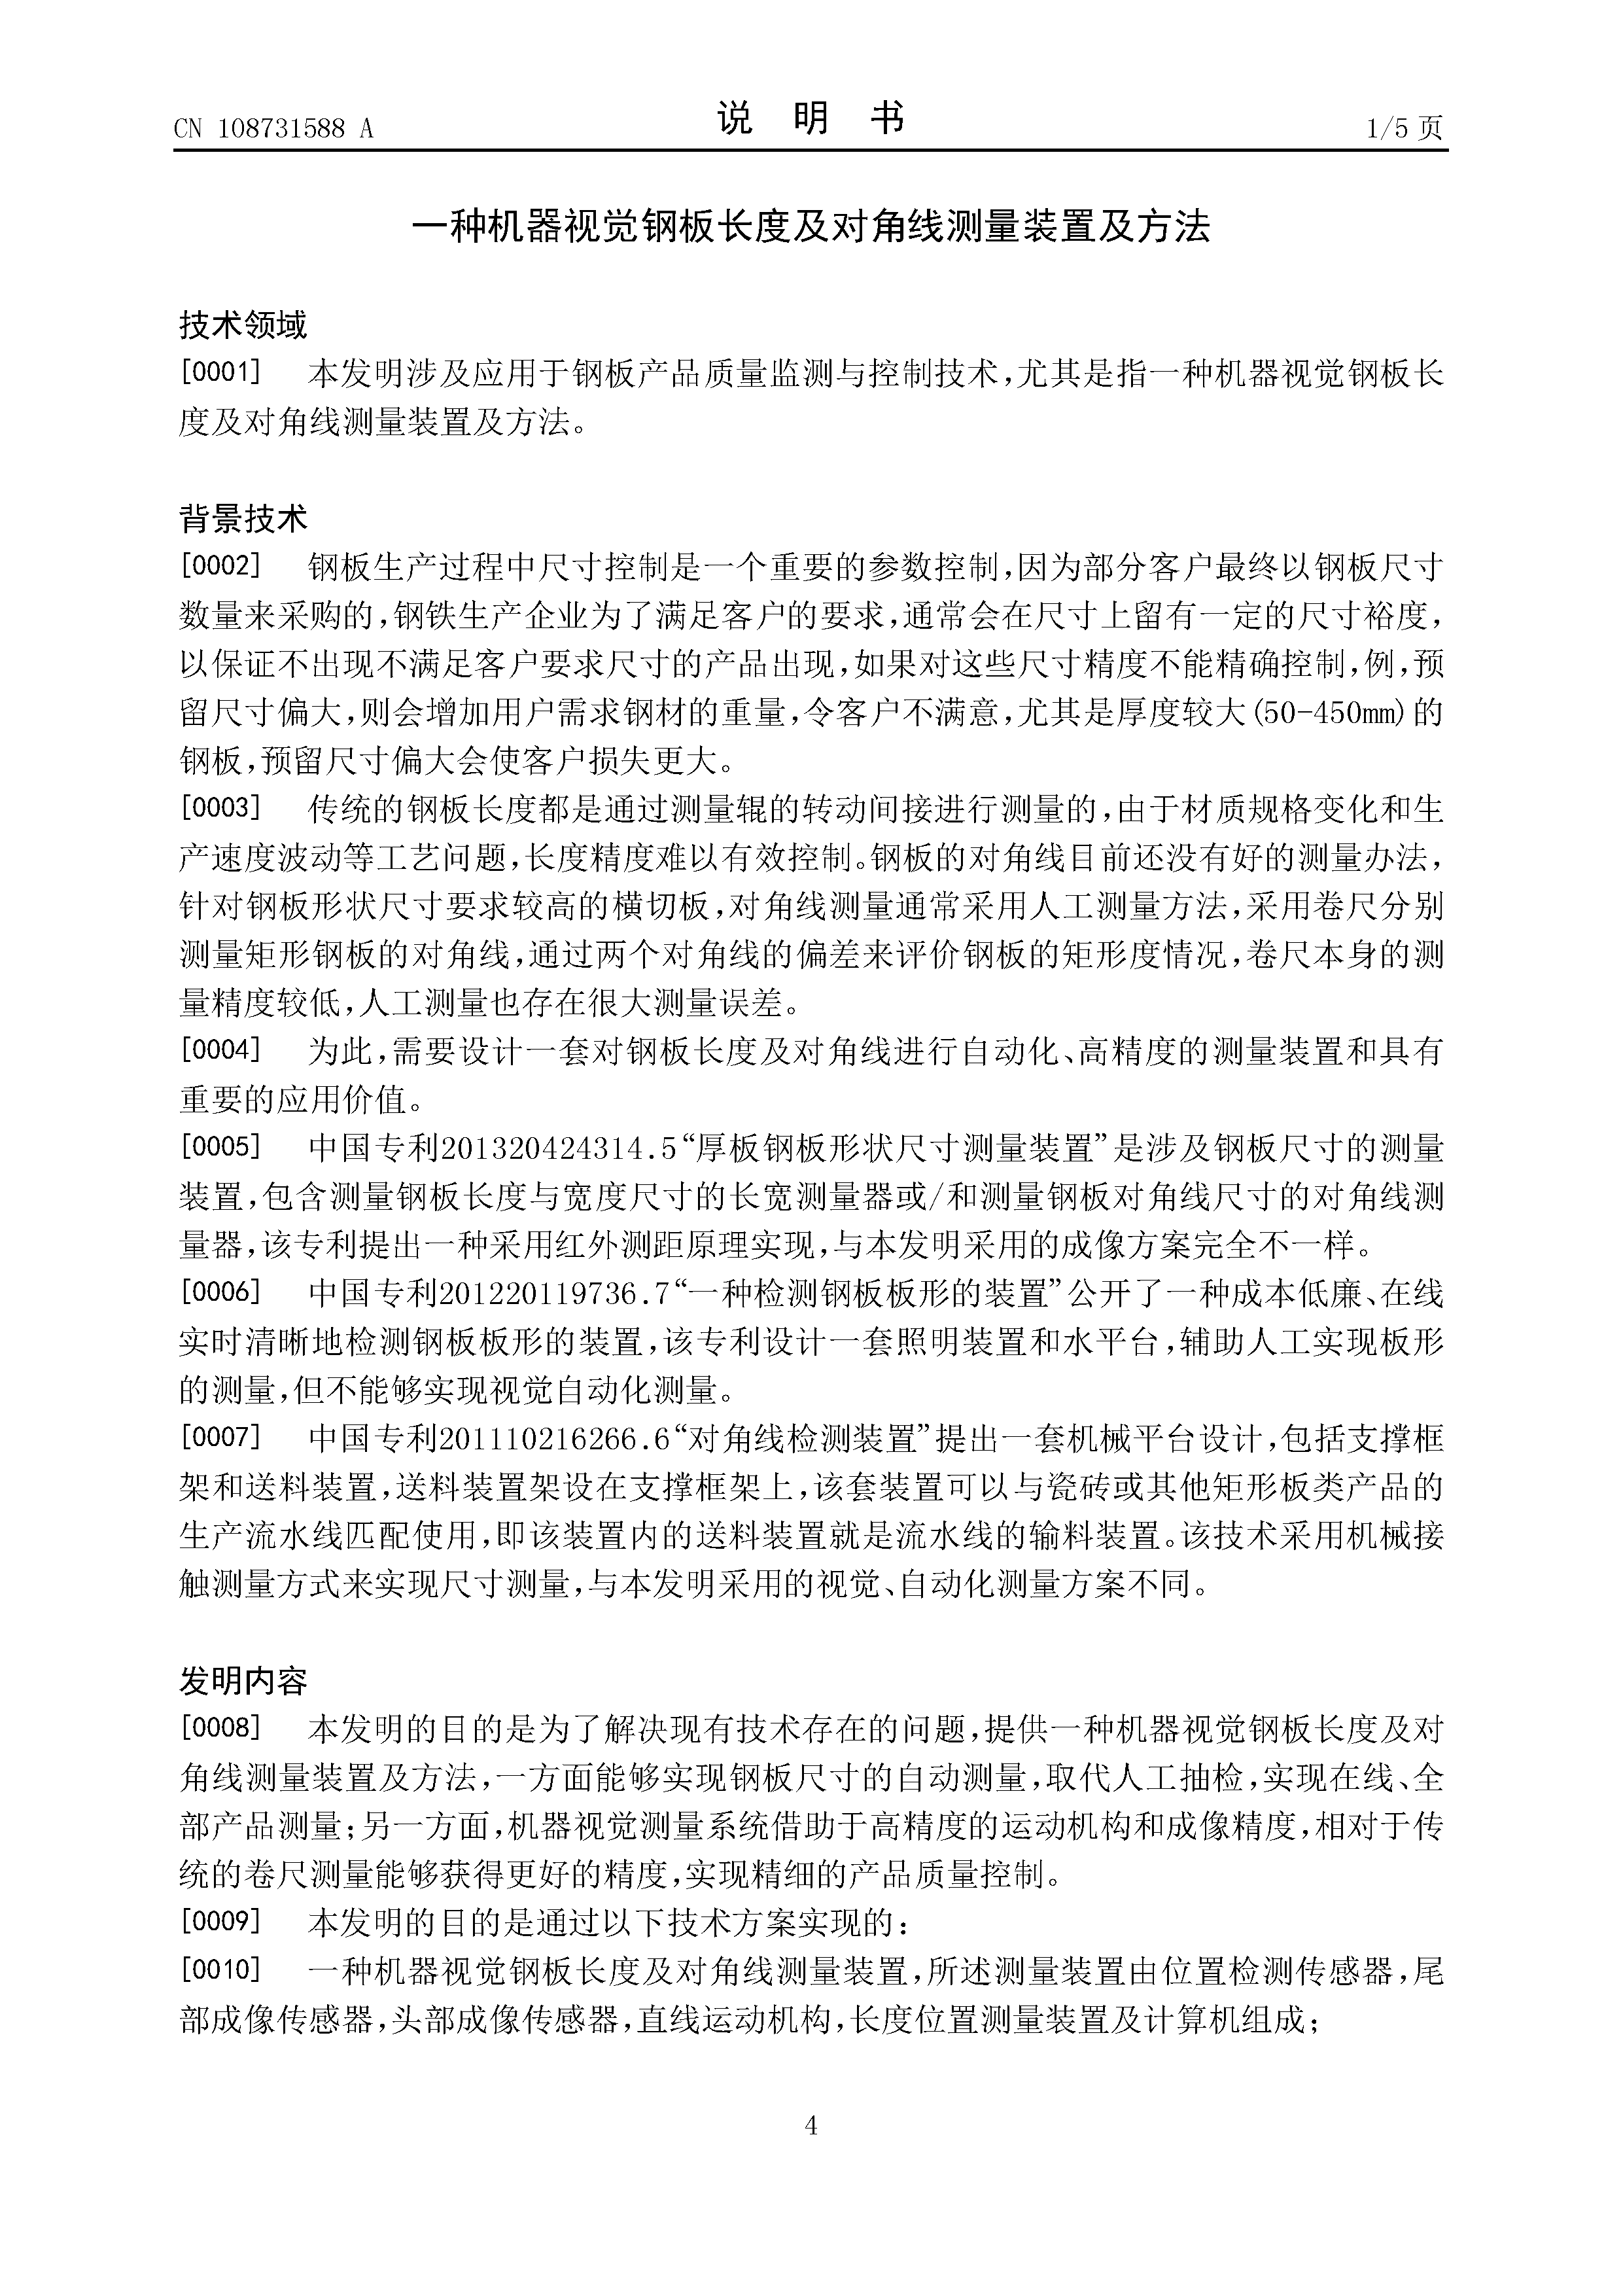 CN 108731588 A
说 明 书
1/5 页
一种机器视觉钢板长度及对角线测量装置及方法
技术领域
[0001] 本发明涉及应用于钢板产品质量监测与控制技术,尤其是指一种机器视觉钢板长
度及对角线测量装置及方法。
背景技术
[0002] 钢板生产过程中尺寸控制是一个重要的参数控制,因为部分客户最终以钢板尺寸
数量来采购的,钢铁生产企业为了满足客户的要求,通常会在尺寸上留有一定的尺寸裕度,
以保证不出现不满足客户要求尺寸的产品出现,如果对这些尺寸精度不能精确控制,例,预
留尺寸偏大,则会增加用户需求钢材的重量,令客户不满意,尤其是厚度较大(50-450mm)的
钢板,预留尺寸偏大会使客户损失更大。
[0003] 传统的钢板长度都是通过测量辊的转动间接进行测量的,由于材质规格变化和生
产速度波动等工艺问题,长度精度难以有效控制。钢板的对角线目前还没有好的测量办法,
针对钢板形状尺寸要求较高的横切板,对角线测量通常采用人工测量方法,采用卷尺分别
测量矩形钢板的对角线,通过两个对角线的偏差来评价钢板的矩形度情况,卷尺本身的测
量精度较低,人工测量也存在很大测量误差。
[0004] 为此,需要设计一套对钢板长度及对角线进行自动化、高精度的测量装置和具有
重要的应用价值。
[0005] 中国专利201320424314.5“厚板钢板形状尺寸测量装置”是涉及钢板尺寸的测量
装置,包含测量钢板长度与宽度尺寸的长宽测量器或/和测量钢板对角线尺寸的对角线测
量器,该专利提出一种采用红外测距原理实现,与本发明采用的成像方案完全不一样。
[0006] 中国专利201220119736.7“一种检测钢板板形的装置”公开了一种成本低廉、在线
实时清晰地检测钢板板形的装置,该专利设计一套照明装置和水平台,辅助人工实现板形
的测量,但不能够实现视觉自动化测量。
[0007] 中国专利201110216266.6“对角线检测装置”提出一套机械平台设计,包括支撑框
架和送料装置,送料装置架设在支撑框架上,该套装置可以与瓷砖或其他矩形板类产品的
生产流水线匹配使用,即该装置内的送料装置就是流水线的输料装置。该技术采用机械接
触测量方式来实现尺寸测量,与本发明采用的视觉、自动化测量方案不同。
发明内容
[0008] 本发明的目的是为了解决现有技术存在的问题,提供一种机器视觉钢板长度及对
角线测量装置及方法,一方面能够实现钢板尺寸的自动测量,取代人工抽检,实现在线、全
部产品测量;另一方面,机器视觉测量系统借助于高精度的运动机构和成像精度,相对于传
统的卷尺测量能够获得更好的精度,实现精细的产品质量控制。
[0009] 本发明的目的是通过以下技术方案实现的:
[0010] 一种机器视觉钢板长度及对角线测量装置,所述测量装置由位置检测传感器,尾
部成像传感器,头部成像传感器,直线运动机构,长度位置测量装置及计算机组成;
4